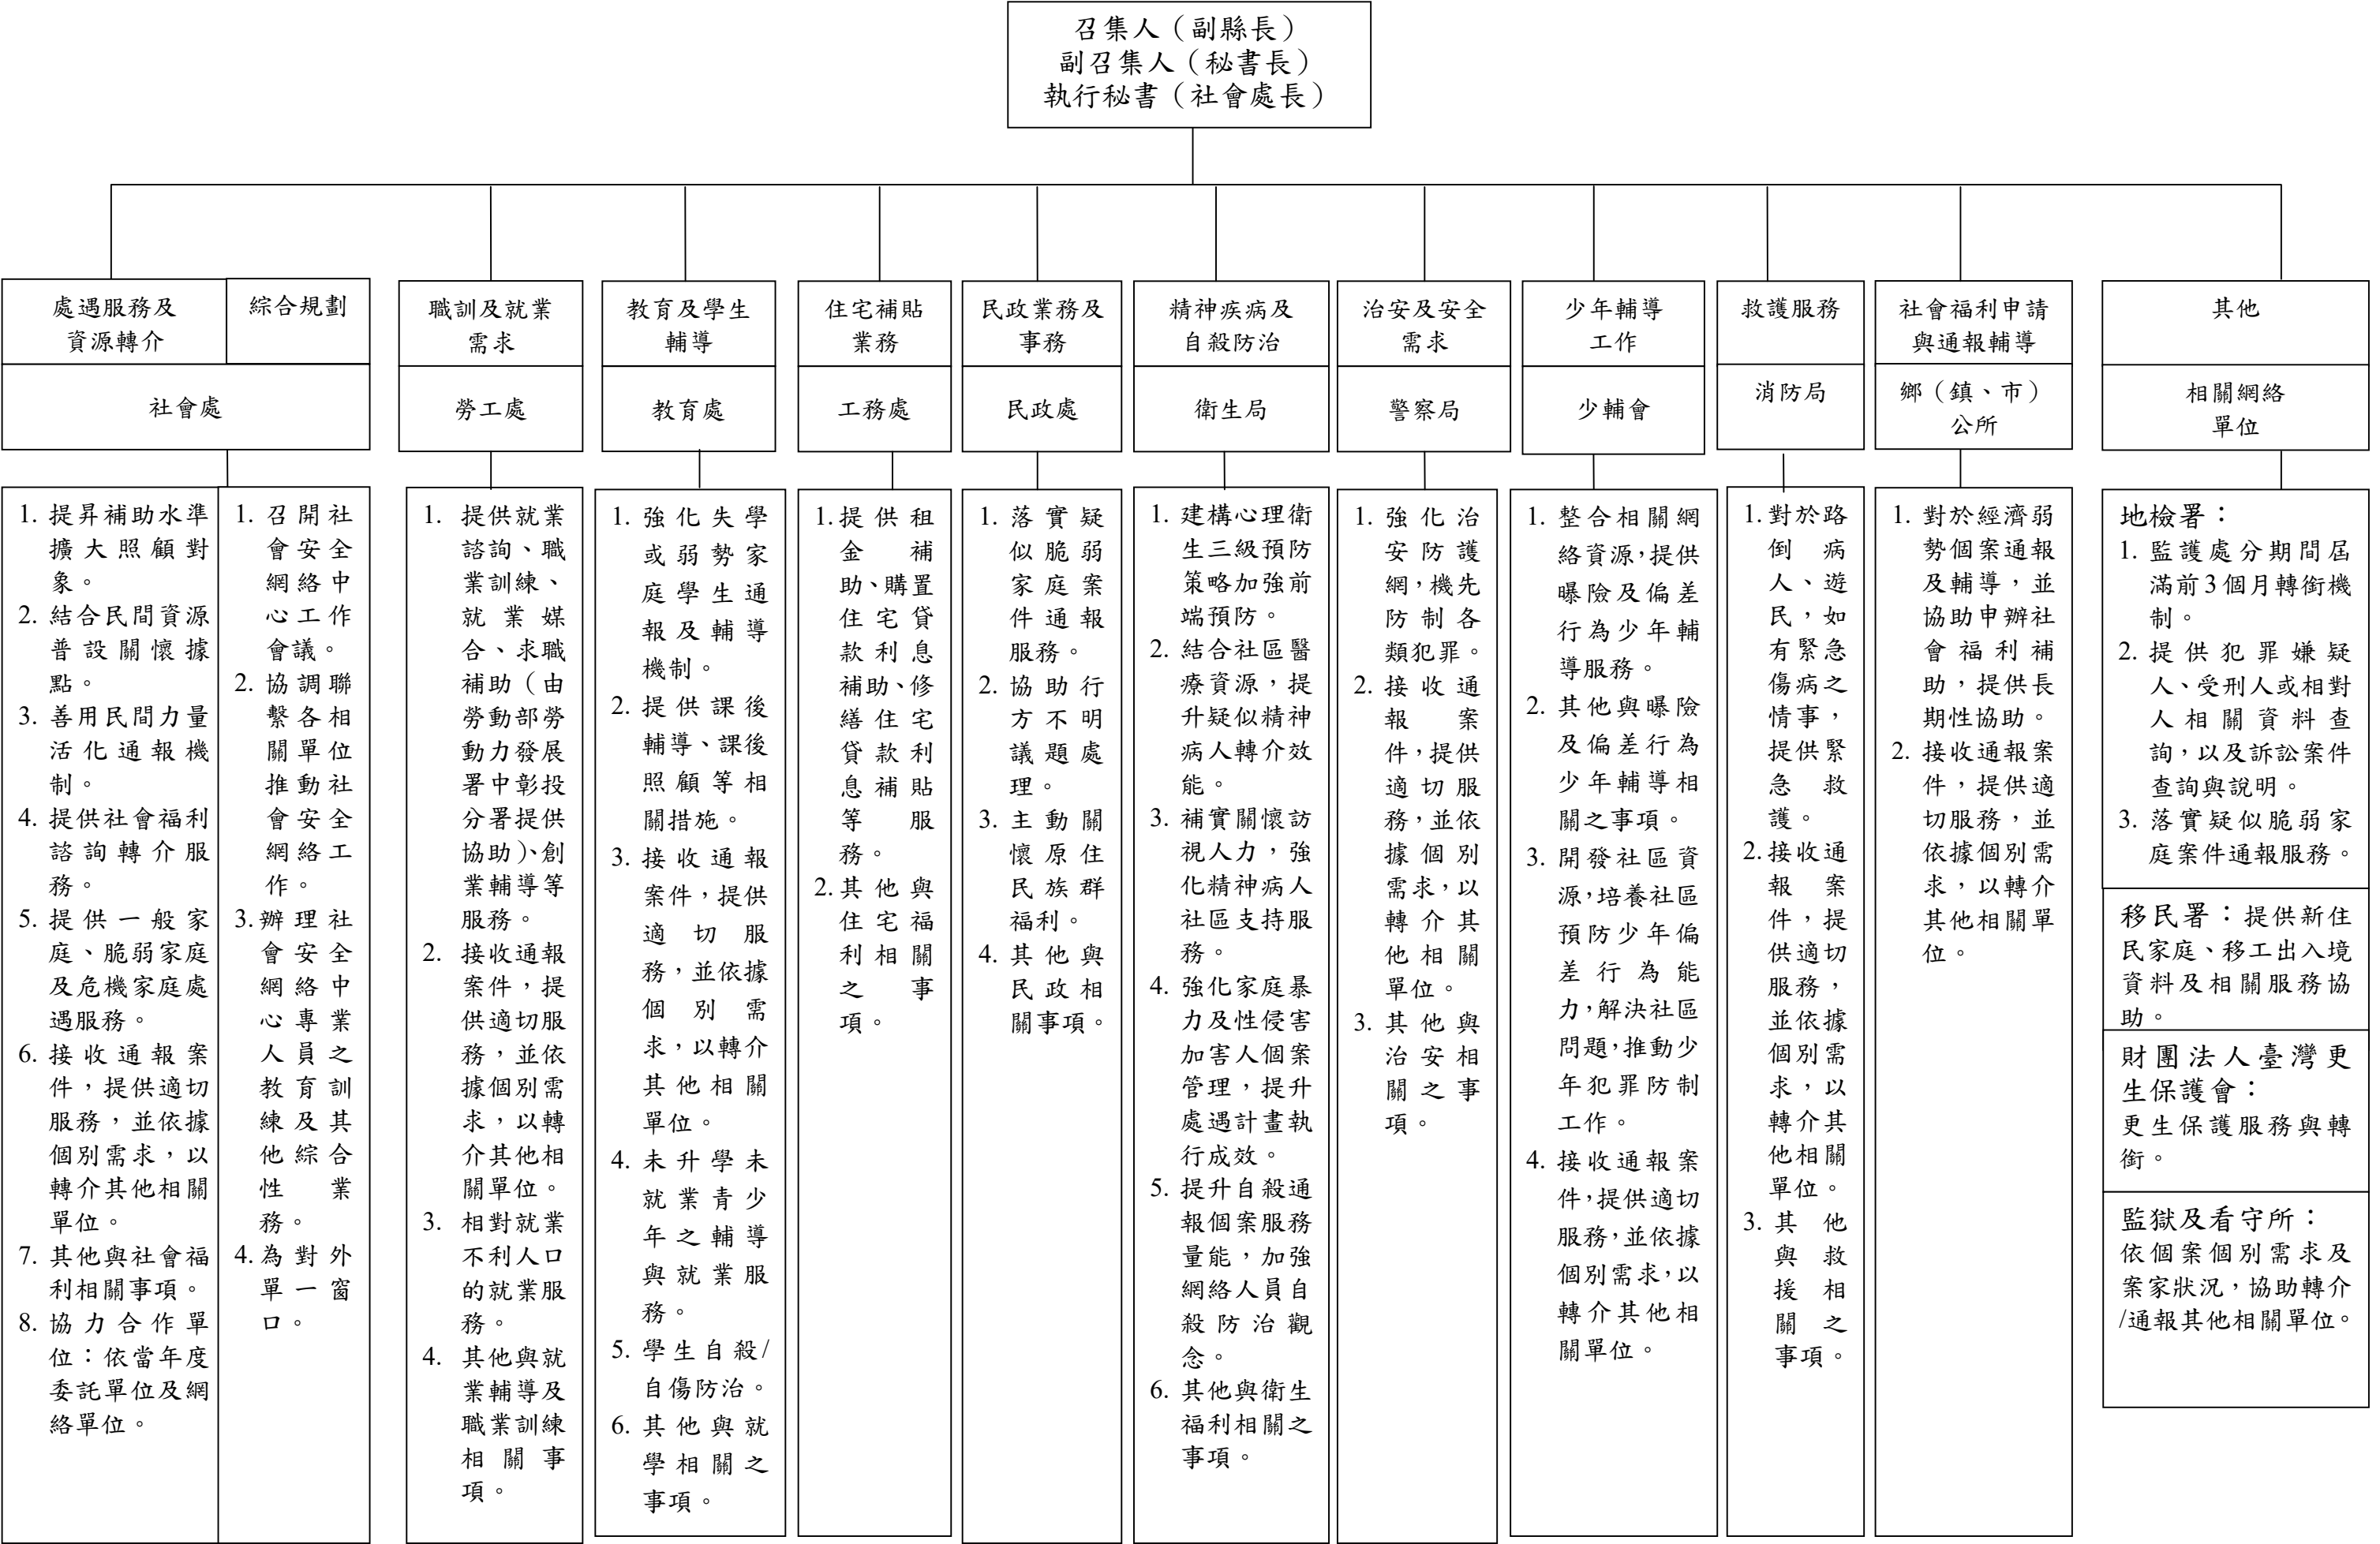 召集人（副縣長）
副召集人（秘書長）
執行秘書（社會處長）
處遇服務及
資源轉介
綜合規劃
社會處
1. 提昇補助水準
擴大照顧對
象。
2. 結合民間資源
普設關懷據
點。
3. 善用民間力量
活化通報機
制。
4. 提供社會福利
諮詢轉介服
務。
5. 提供一般家
庭、脆弱家庭
及危機家庭處
遇服務。
6. 接收通報案
件，提供適切
服務，並依據
個別需求，以
轉介其他相關
單位。
7. 其他與社會福
利相關事項。
8. 協力合作單
位：依當年度
委託單位及網
絡單位。
1. 召開社
會安全
網絡中
心工作
會議。
2. 協調聯
繫各相
關單位
推動社
會安全
網絡工
作。
3. 辦理社
會安全
網絡中
心專業
人員之
教育訓
練及其
他綜合
性業
務。
4. 為對外
單一窗
口。
職訓及就業
需求
勞工處
1. 提供就業
諮詢、職
業訓練、
就業媒
合、求職
補助（由
勞動部勞
動力發展
署中彰投
分署提供
協助）、創
業輔導等
服務。
2. 接收通報
案件，提
供適切服
務，並依
據個別需
求，以轉
介其他相
關單位。
3. 相對就業
不利人口
的就業服
務。
4. 其他與就
業輔導及
職業訓練
相關事
項。
教育及學生
輔導
教育處
1. 強化失學
或弱勢家
庭學生通
報及輔導
機制。
2. 提供課後
輔導、課後
照顧等相
關措施。
3. 接收通報
案件，提供
適切服
務，並依據
個別需
求，以轉介
其他相關
單位。
4. 未升學未
就業青少
年之輔導
與就業服
務。
5. 學生自殺/
自傷防治。
6. 其他與就
學相關之
事項。
住宅補貼
業務
工務處
1. 提供租
金補
助、購置
住宅貸
款利息
補助、修
繕住宅
貸款利
息補貼
等服
務。
2. 其他與
住宅福
利相關
之事
項。
民政業務及
事務
民政處
1. 落實疑
似脆弱
家庭案
件通報
服務。
2. 協助行
方不明
議題處
理。
3. 主動關
懷原住
民族群
福利。
4. 其他與
民政相
關事項。
精神疾病及
自殺防治
衛生局
1. 建構心理衛
生三級預防
策略加強前
端預防。
2. 結合社區醫
療資源，提
升疑似精神
病人轉介效
能。
3. 補實關懷訪
視人力，強
化精神病人
社區支持服
務。
4. 強化家庭暴
力及性侵害
加害人個案
管理，提升
處遇計畫執
行成效。
5. 提升自殺通
報個案服務
量能，加強
網絡人員自
殺防治觀
念。
6. 其他與衛生
福利相關之
事項。
治安及安全
需求
警察局
1. 強化治
安防護
網，機先
防制各
類犯罪。
2. 接收通
報案
件，提供
適切服
務，並依
據個別
需求，以
轉介其
他相關
單位。
3. 其他與
治安相
關之事
項。
少年輔導
工作
少輔會
1. 整合相關網
絡資源，提供
曝險及偏差
行為少年輔
導服務。
2. 其他與曝險
及偏差行為
少年輔導相
關之事項。
3. 開發社區資
源，培養社區
預防少年偏
差行為能
力，解決社區
問題，推動少
年犯罪防制
工作。
4. 接收通報案
件，提供適切
服務，並依據
個別需求，以
轉介其他相
關單位。
救護服務
消防局
1. 對於路
倒病
人、遊
民，如
有緊急
傷病之
情事，
提供緊
急救
護。
2. 接收通
報案
件，提
供適切
服務，
並依據
個別需
求，以
轉介其
他相關
單位。
3. 其他
與救
援相
關之
事項。
社會福利申請
與通報輔導
鄉（鎮、市）
公所
1. 對於經濟弱
勢個案通報
及輔導，並
協助申辦社
會福利補
助，提供長
期性協助。
2. 接收通報案
件，提供適
切服務，並
依據個別需
求，以轉介
其他相關單
位。
其他
相關網絡
單位
地檢署：
1. 監護處分期間屆
滿前3個月轉銜機
制。
2. 提供犯罪嫌疑
人、受刑人或相對
人相關資料查
詢，以及訴訟案件
查詢與說明。
3. 落實疑似脆弱家
庭案件通報服務。
移民署：提供新住
民家庭、移工出入境
資料及相關服務協
助。
財團法人臺灣更
生保護會：
更生保護服務與轉
銜。
監獄及看守所：
依個案個別需求及
案家狀況，協助轉介
/通報其他相關單位。